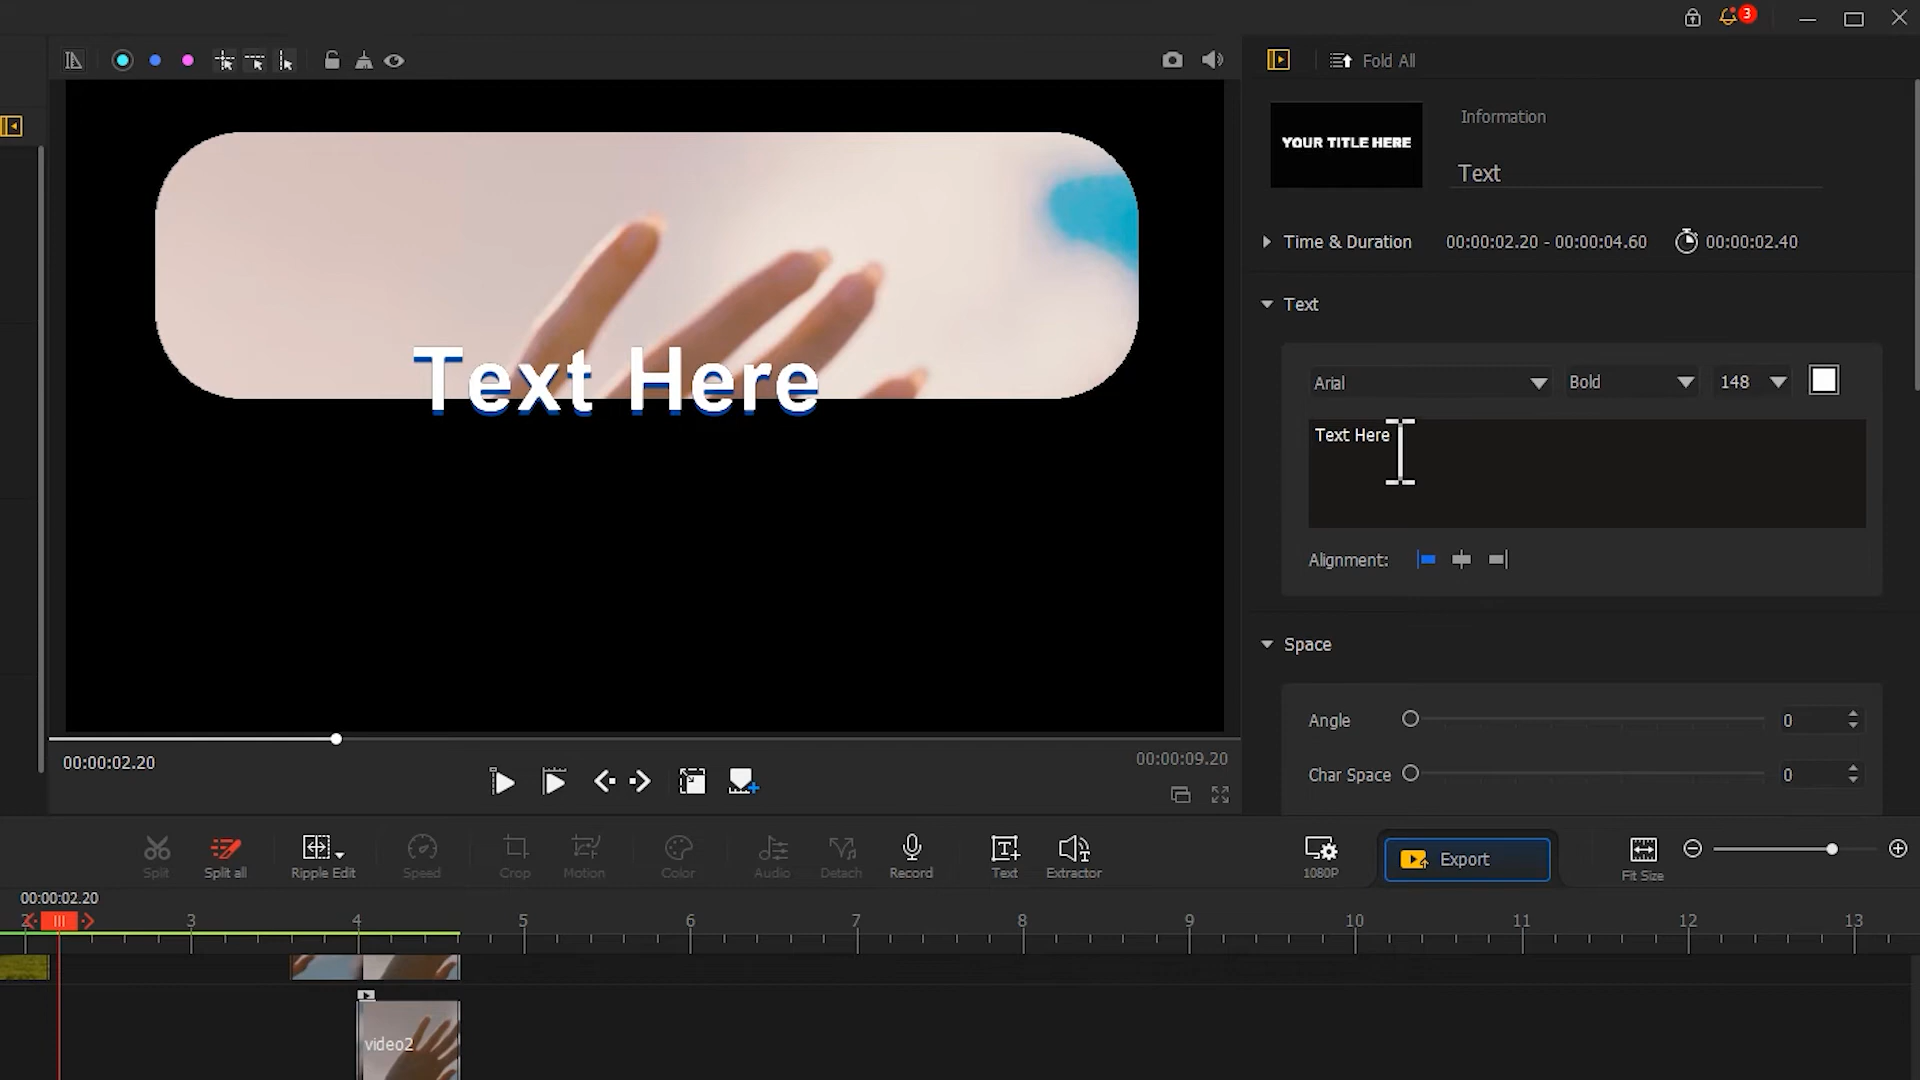 3
Fold All
YOUR TITLE HERE
Information
Text
Time & Duration 00:00:02.20 - 00:00:04.60 00:00:02.40
Text
Arial Bold 148
Text Here
Alignment:
Space
Angle 0
Char Space 0
Text Here
00:00:02.20
00:00:09.20
Split
Split all
Ripple Edit
Speed
Crop
Motion
Color
Audio
Detach
Record
Text
Extractor
1080P
Export
Fit Size
00:00:02.20
2 3 4 5 6 7 8 9 10 11 12 13
video2